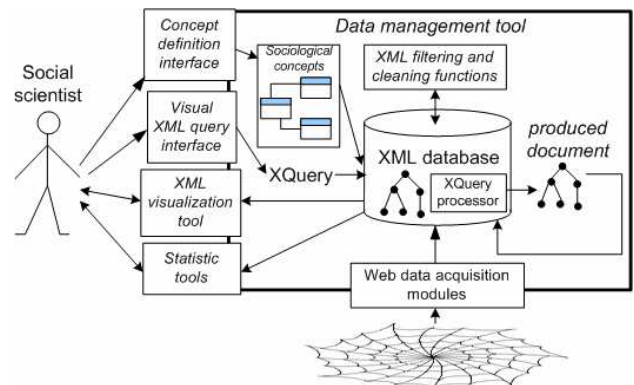 Data management tool
Concept
definition
interface
Sociological
concepts
XML filtering and
cleaning functions
Social
scientist
Visual
XML query
interface
XQuery
XML database
XQuery
processor
produced
document
XML
visualization
tool
Statistic
tools
Web data acquisition
modules